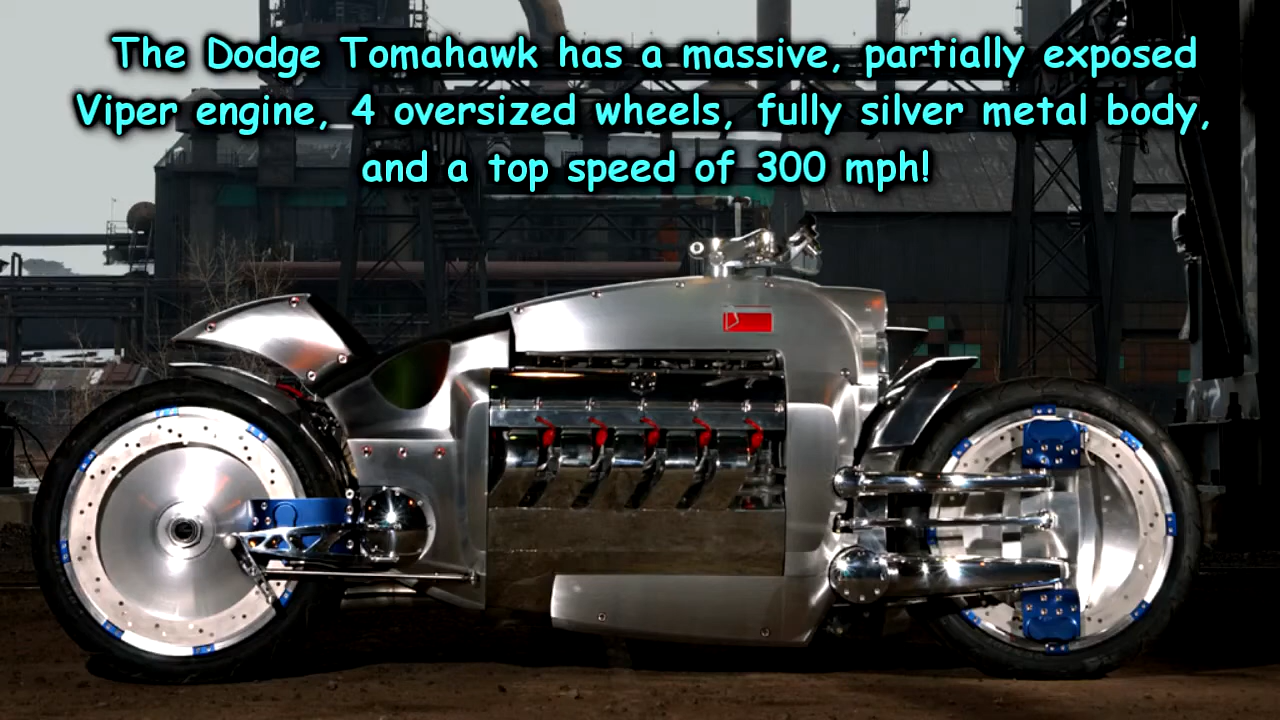 The Dodge Tomahawk has a massive, partially exposed
Viper engine, 4 oversized wheels, fully silver metal body,
and a top speed of 300 mph!